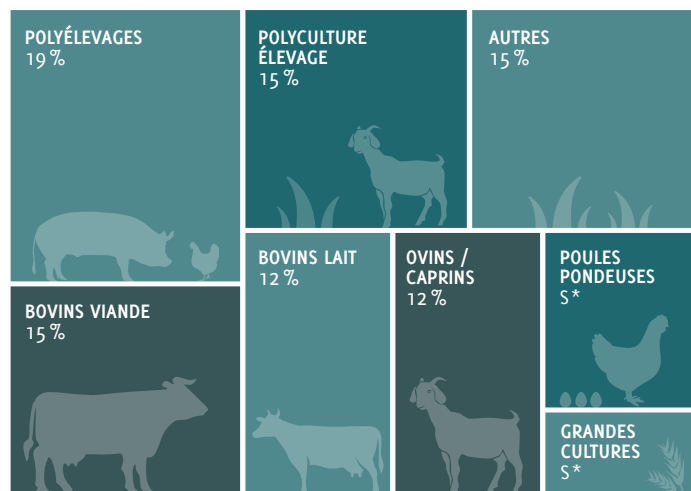 POLYÉLEVAGES
19 %
POLYCULTURE
ÉLEVAGE
15 %
AUTRES
15 %
BOVINS VIANDE
15 %
BOVINS LAIT
12 %
OVINS /
CAPRINS
12 %
POULES
PONDEUSES
S*
GRANDES
CULTURES
S*